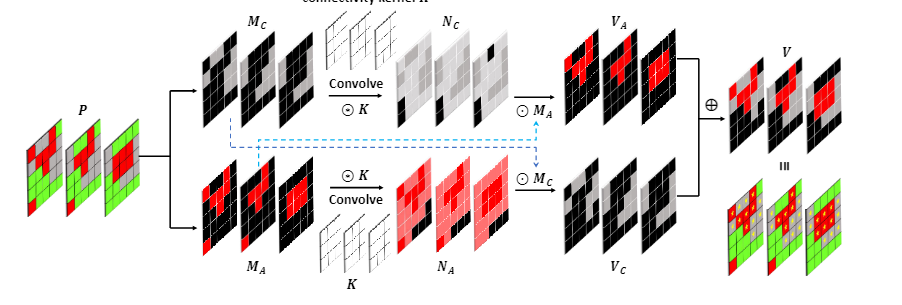 connectivity kernel K
M_C
N_C
V_A
V
P
Convolve
⊛ K
⊙ M_A
⊕
⊛ K
Convolve
⊙ M_C
M_A
N_A
V_C
K